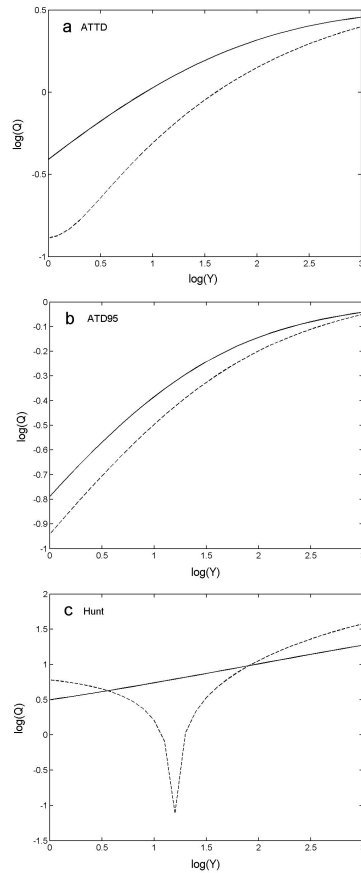 a ATTD
0.5
0
-0.5
-1
log(Q)
0 0.5 1 1.5 2 2.5 3
log(Y)
b ATD95
0
-0.1
-0.2
-0.3
-0.4
-0.5
-0.6
-0.7
-0.8
-0.9
-1
log(Q)
0 0.5 1 1.5 2 2.5
log(Y)
c Hunt
2
1.5
1
0.5
0
-0.5
-1
-1.5
log(Q)
0 0.5 1 1.5 2 2.5
log(Y)